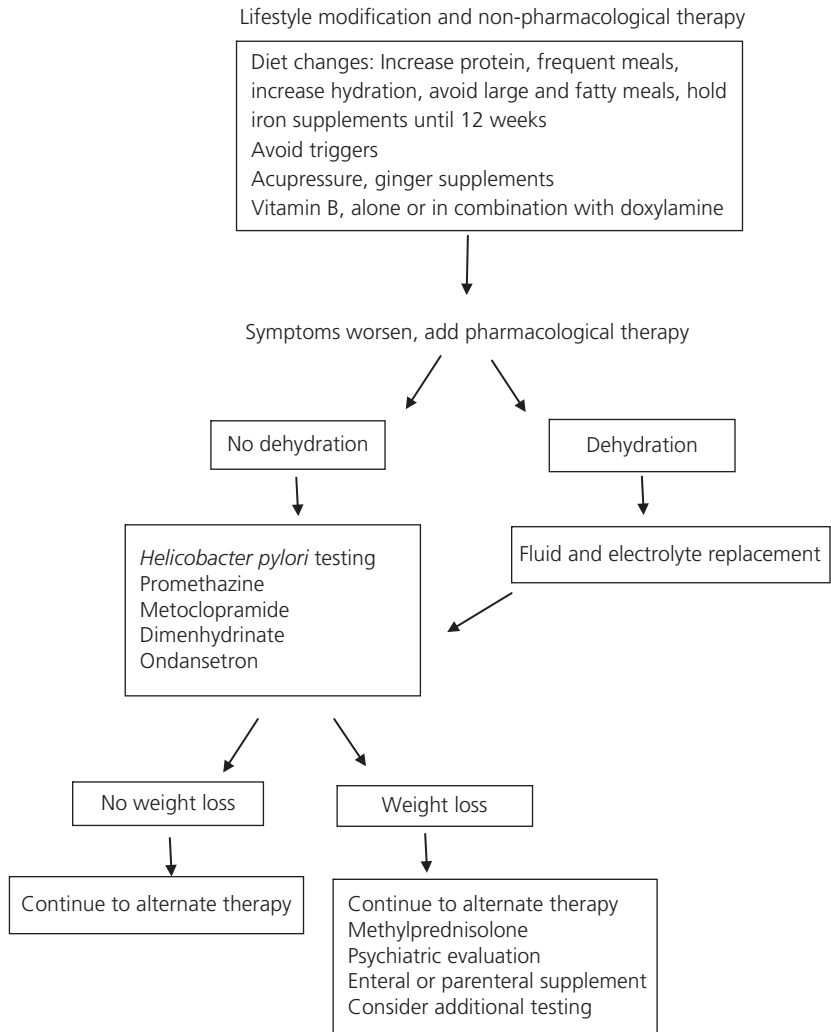 Lifestyle modification and non-pharmacological therapy
Diet changes: Increase protein, frequent meals,
increase hydration, avoid large and fatty meals, hold
iron supplements until 12 weeks
Avoid triggers
Acupressure, ginger supplements
Vitamin B, alone or in combination with doxylamine
Symptoms worsen, add pharmacological therapy
No dehydration
Dehydration
Helicobacter pylori testing
Promethazine
Metoclopramide
Dimenhydrinate
Ondansetron
Fluid and electrolyte replacement
No weight loss
Weight loss
Continue to alternate therapy
Continue to alternate therapy
Methylprednisolone
Psychiatric evaluation
Enteral or parenteral supplement
Consider additional testing